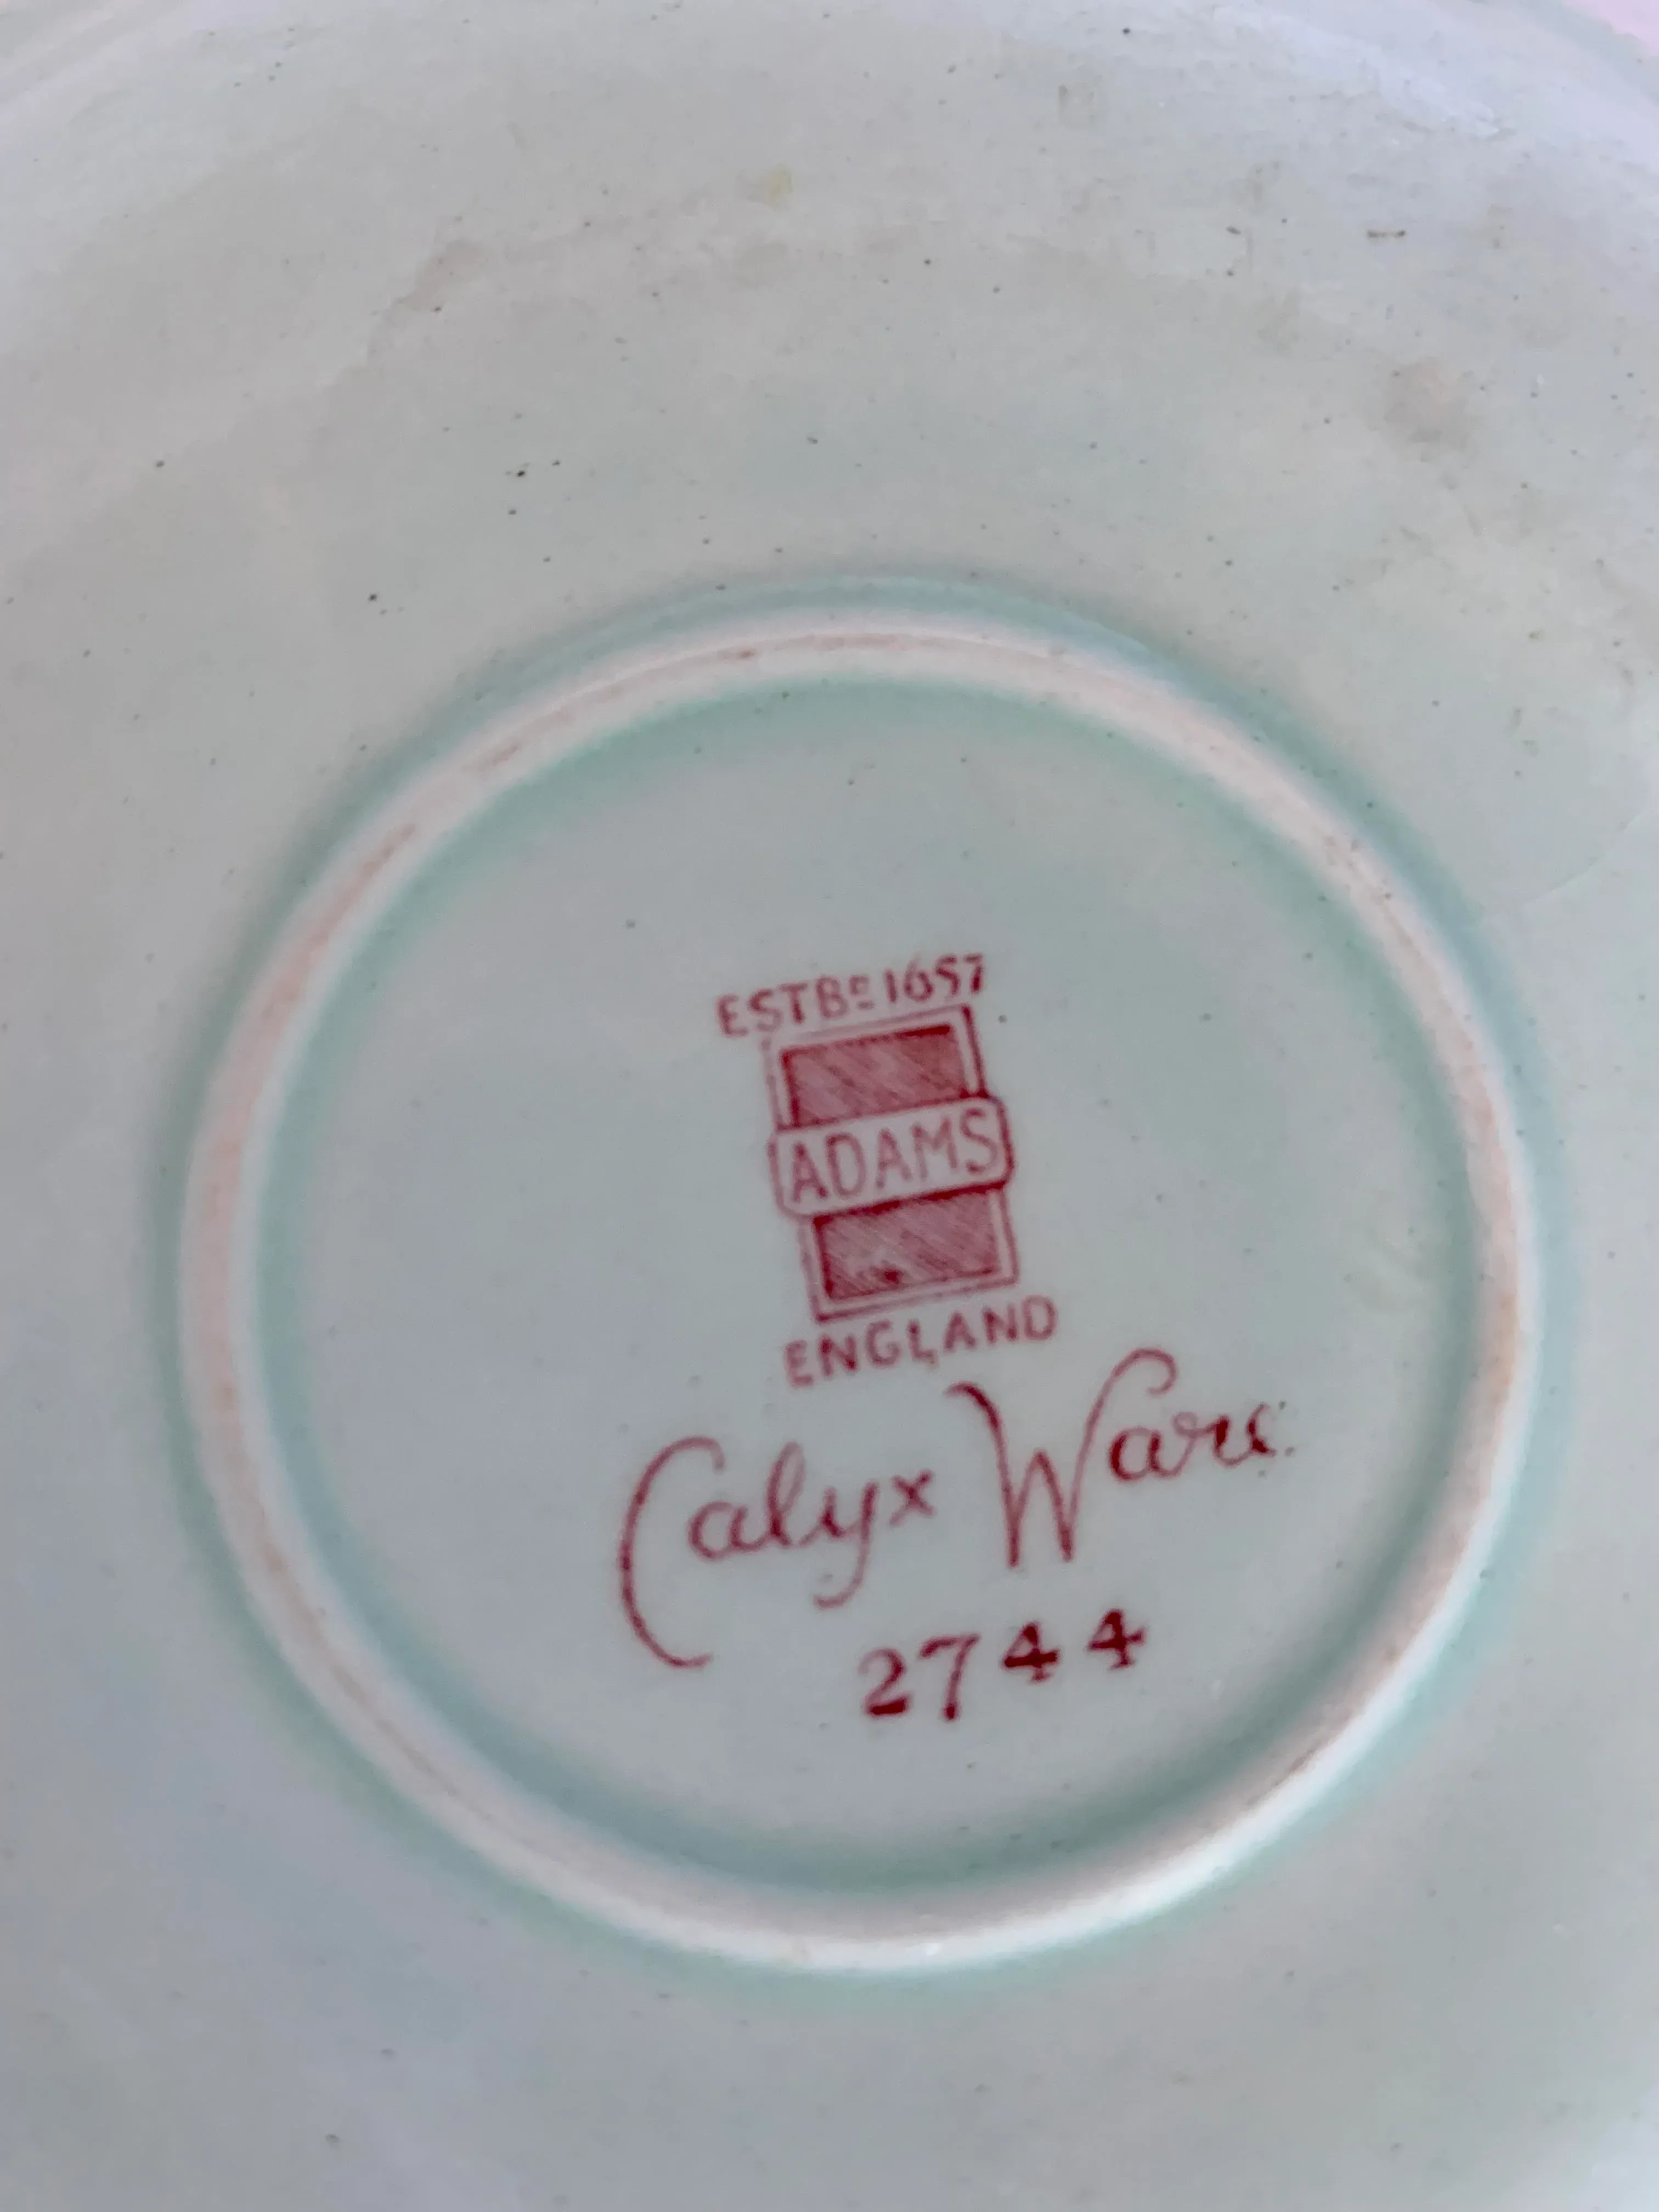 ESTBD 1657
ADAMS
ENGLAND
Calyx Ware
2744